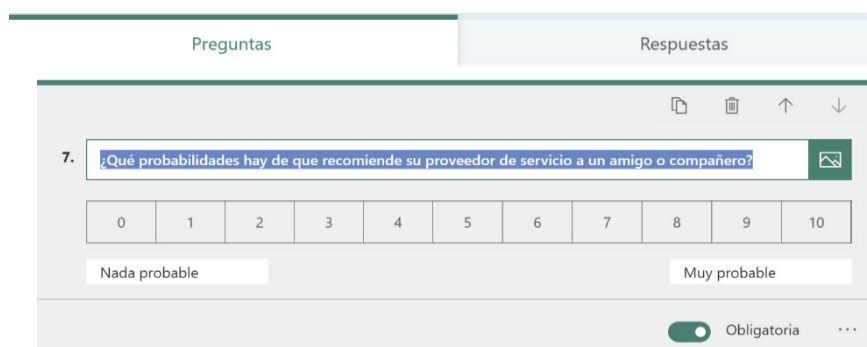 Preguntas Respuestas
7. ¿Qué probabilidades hay de que recomiende su proveedor de servicio a un amigo o compañero?
0 1 2 3 4 5 6 7 8 9 10
Nada probable Muy probable
Obligatoria ...